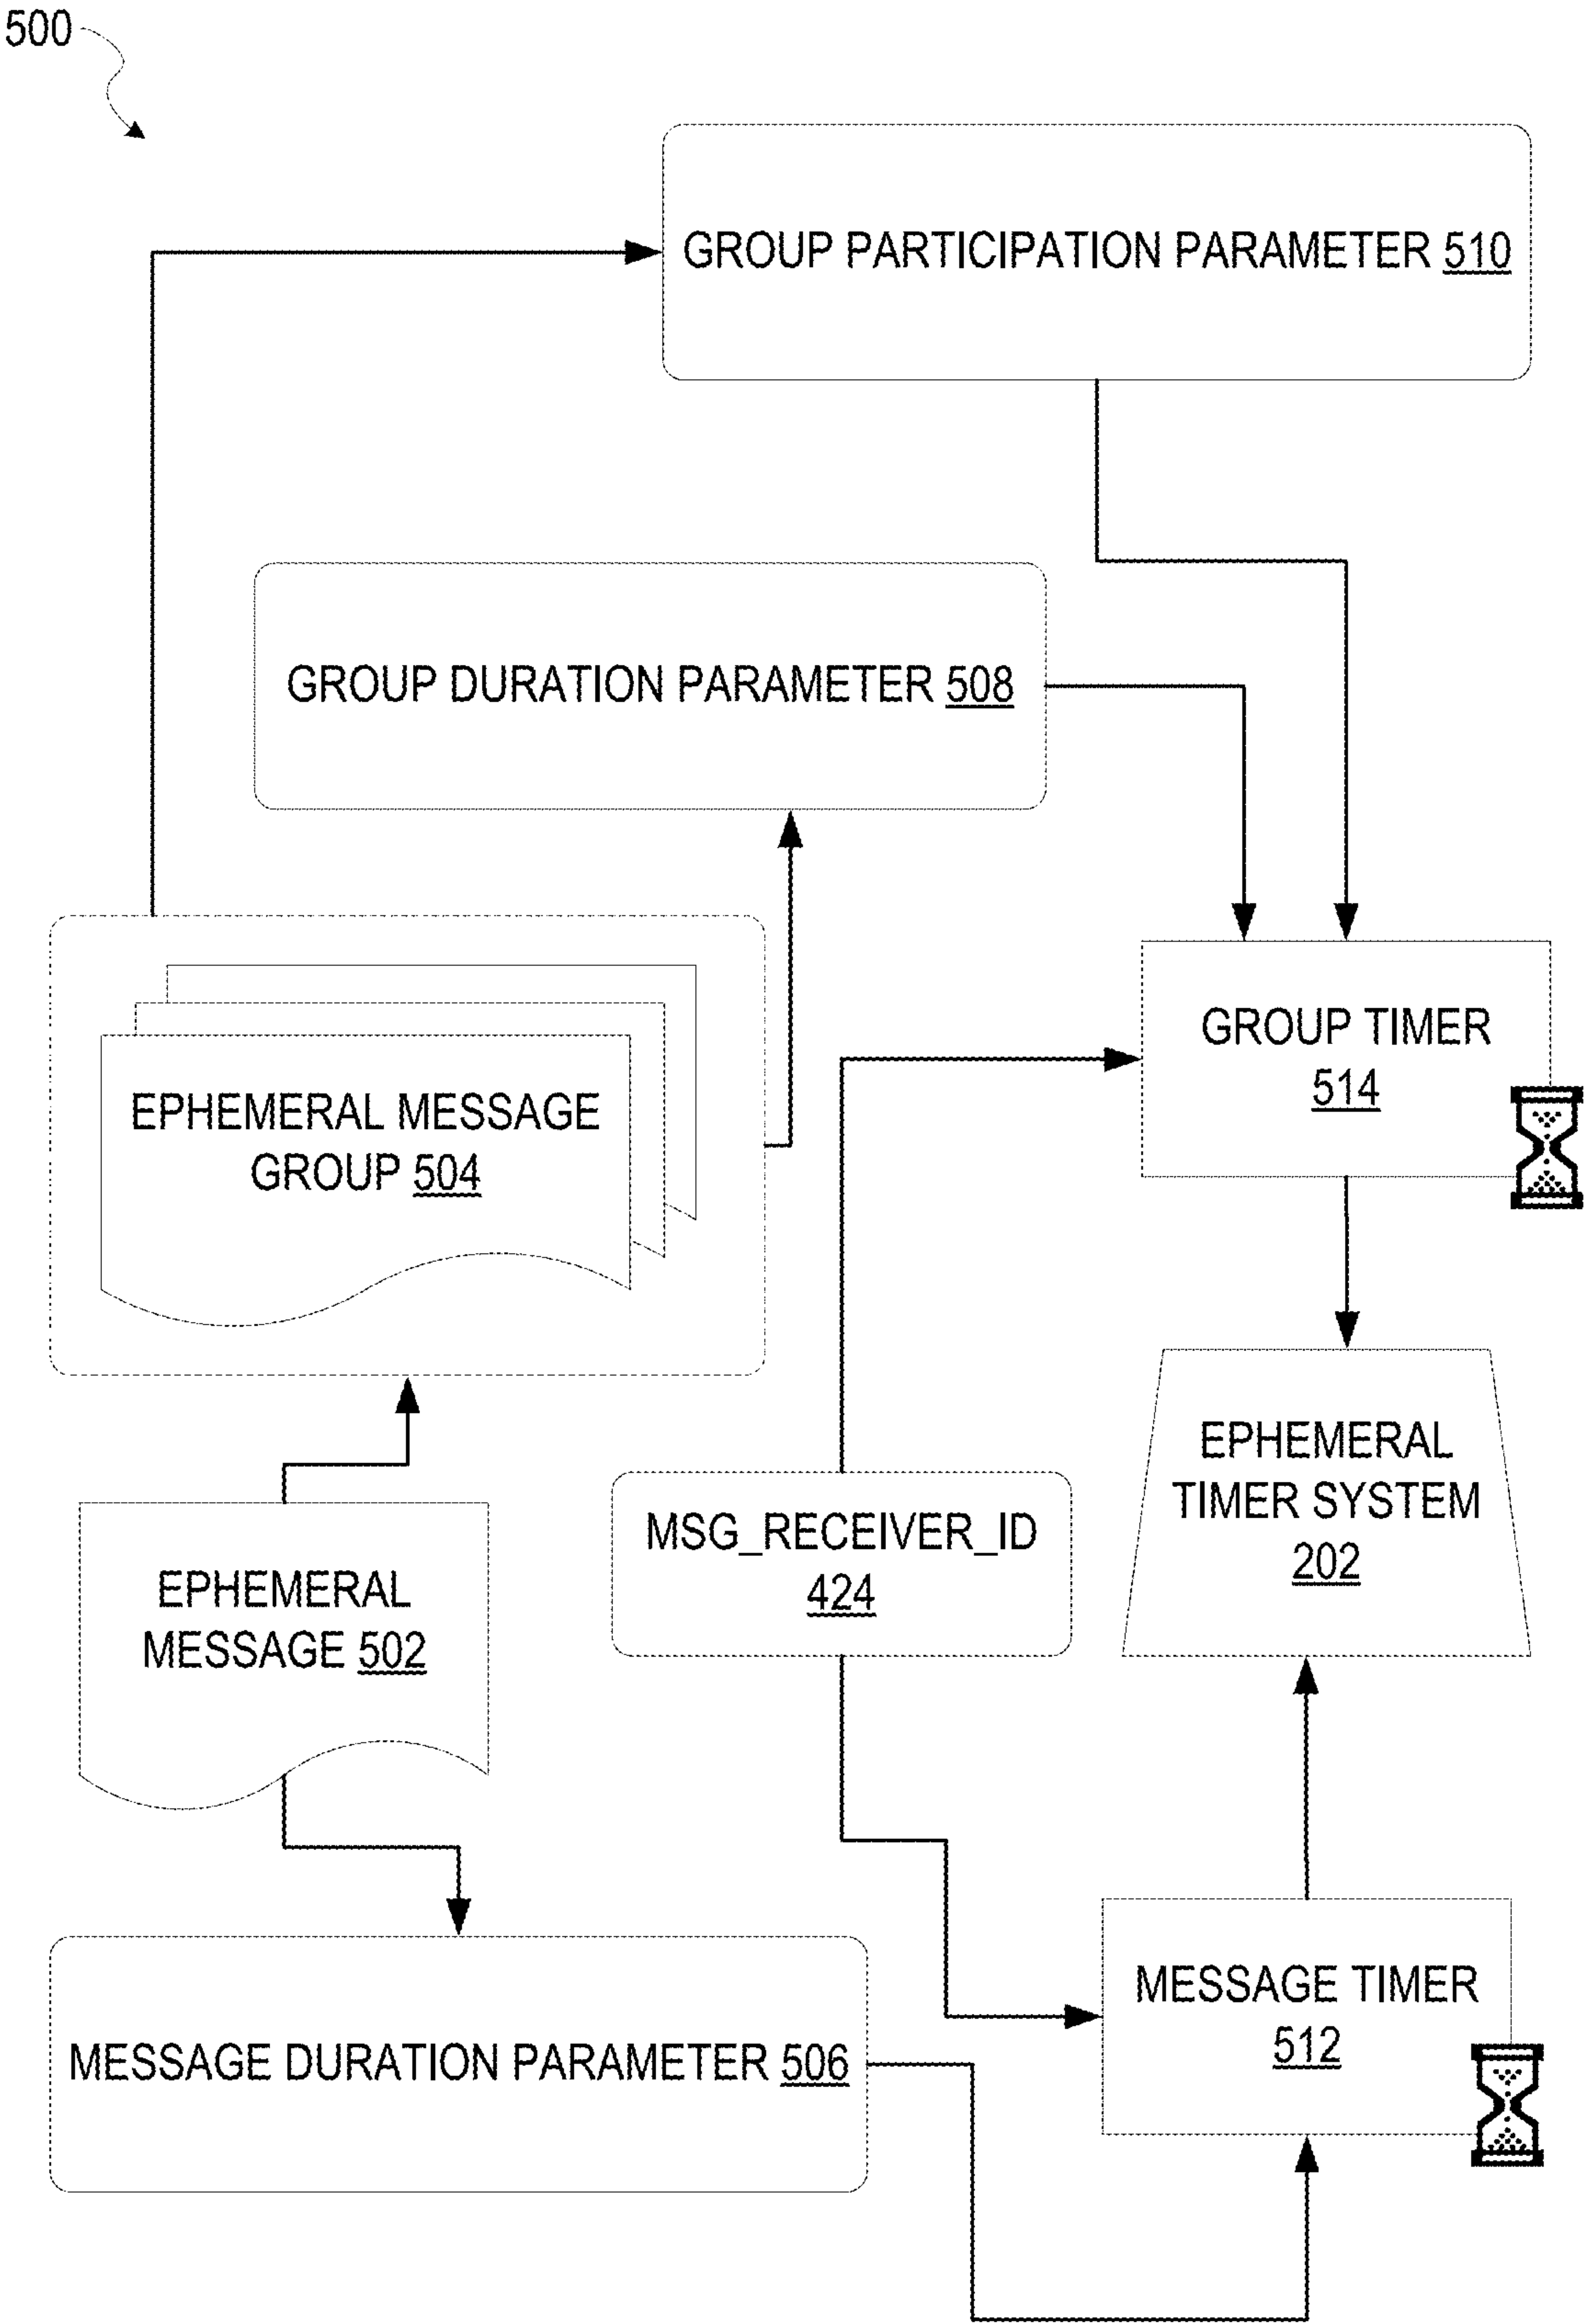 500
GROUP PARTICIPATION PARAMETER 510
GROUP DURATION PARAMETER 508
GROUP TIMER
514
EPHEMERAL MESSAGE
GROUP 504
EPHEMERAL
TIMER SYSTEM
202
MSG_RECEIVER_ID
424
EPHEMERAL
MESSAGE 502
MESSAGE TIMER
512
MESSAGE DURATION PARAMETER 506